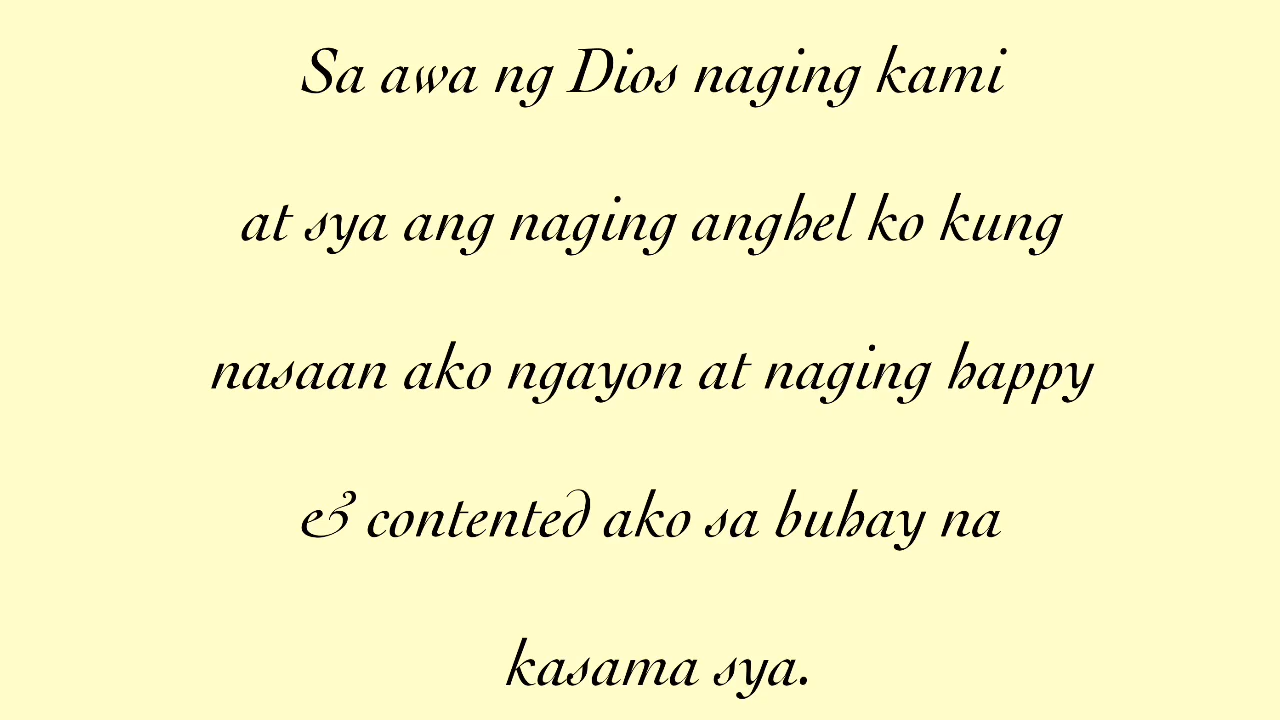 Sa awa ng Dios naging kami
at sya ang naging anghel ko kung
nasaan ako ngayon at naging happy
& contented ako sa buhay na
kasama sya.